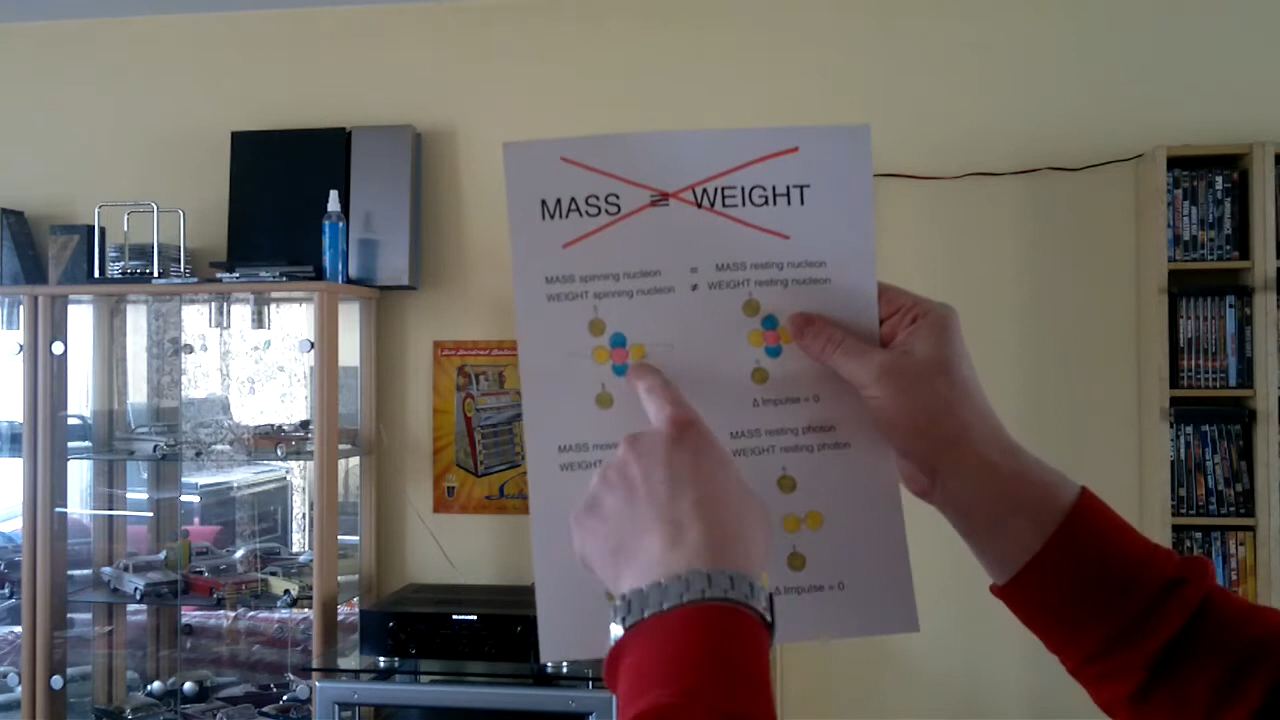 MASS ≡ WEIGHT
MASS spinning nucleon = MASS resting nucleon
WEIGHT spinning nucleon ≠ WEIGHT resting nucleon
Δ Impulse = 0
MASS MASS resting photon
WEIGHT WEIGHT resting photon
Δ Impulse = 0